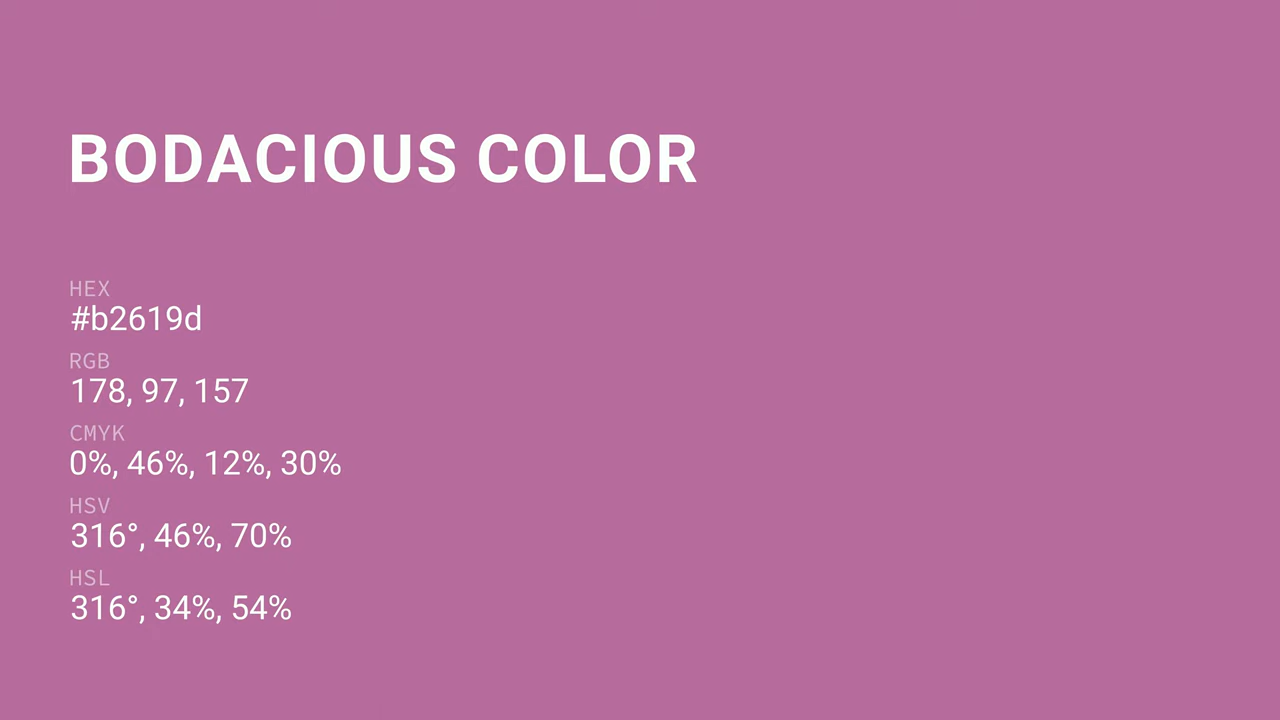 BODACIOUS COLOR
HEX
#b2619d
RGB
178, 97, 157
CMYK
0%, 46%, 12%, 30%
HSV
316°, 46%, 70%
HSL
316°, 34%, 54%